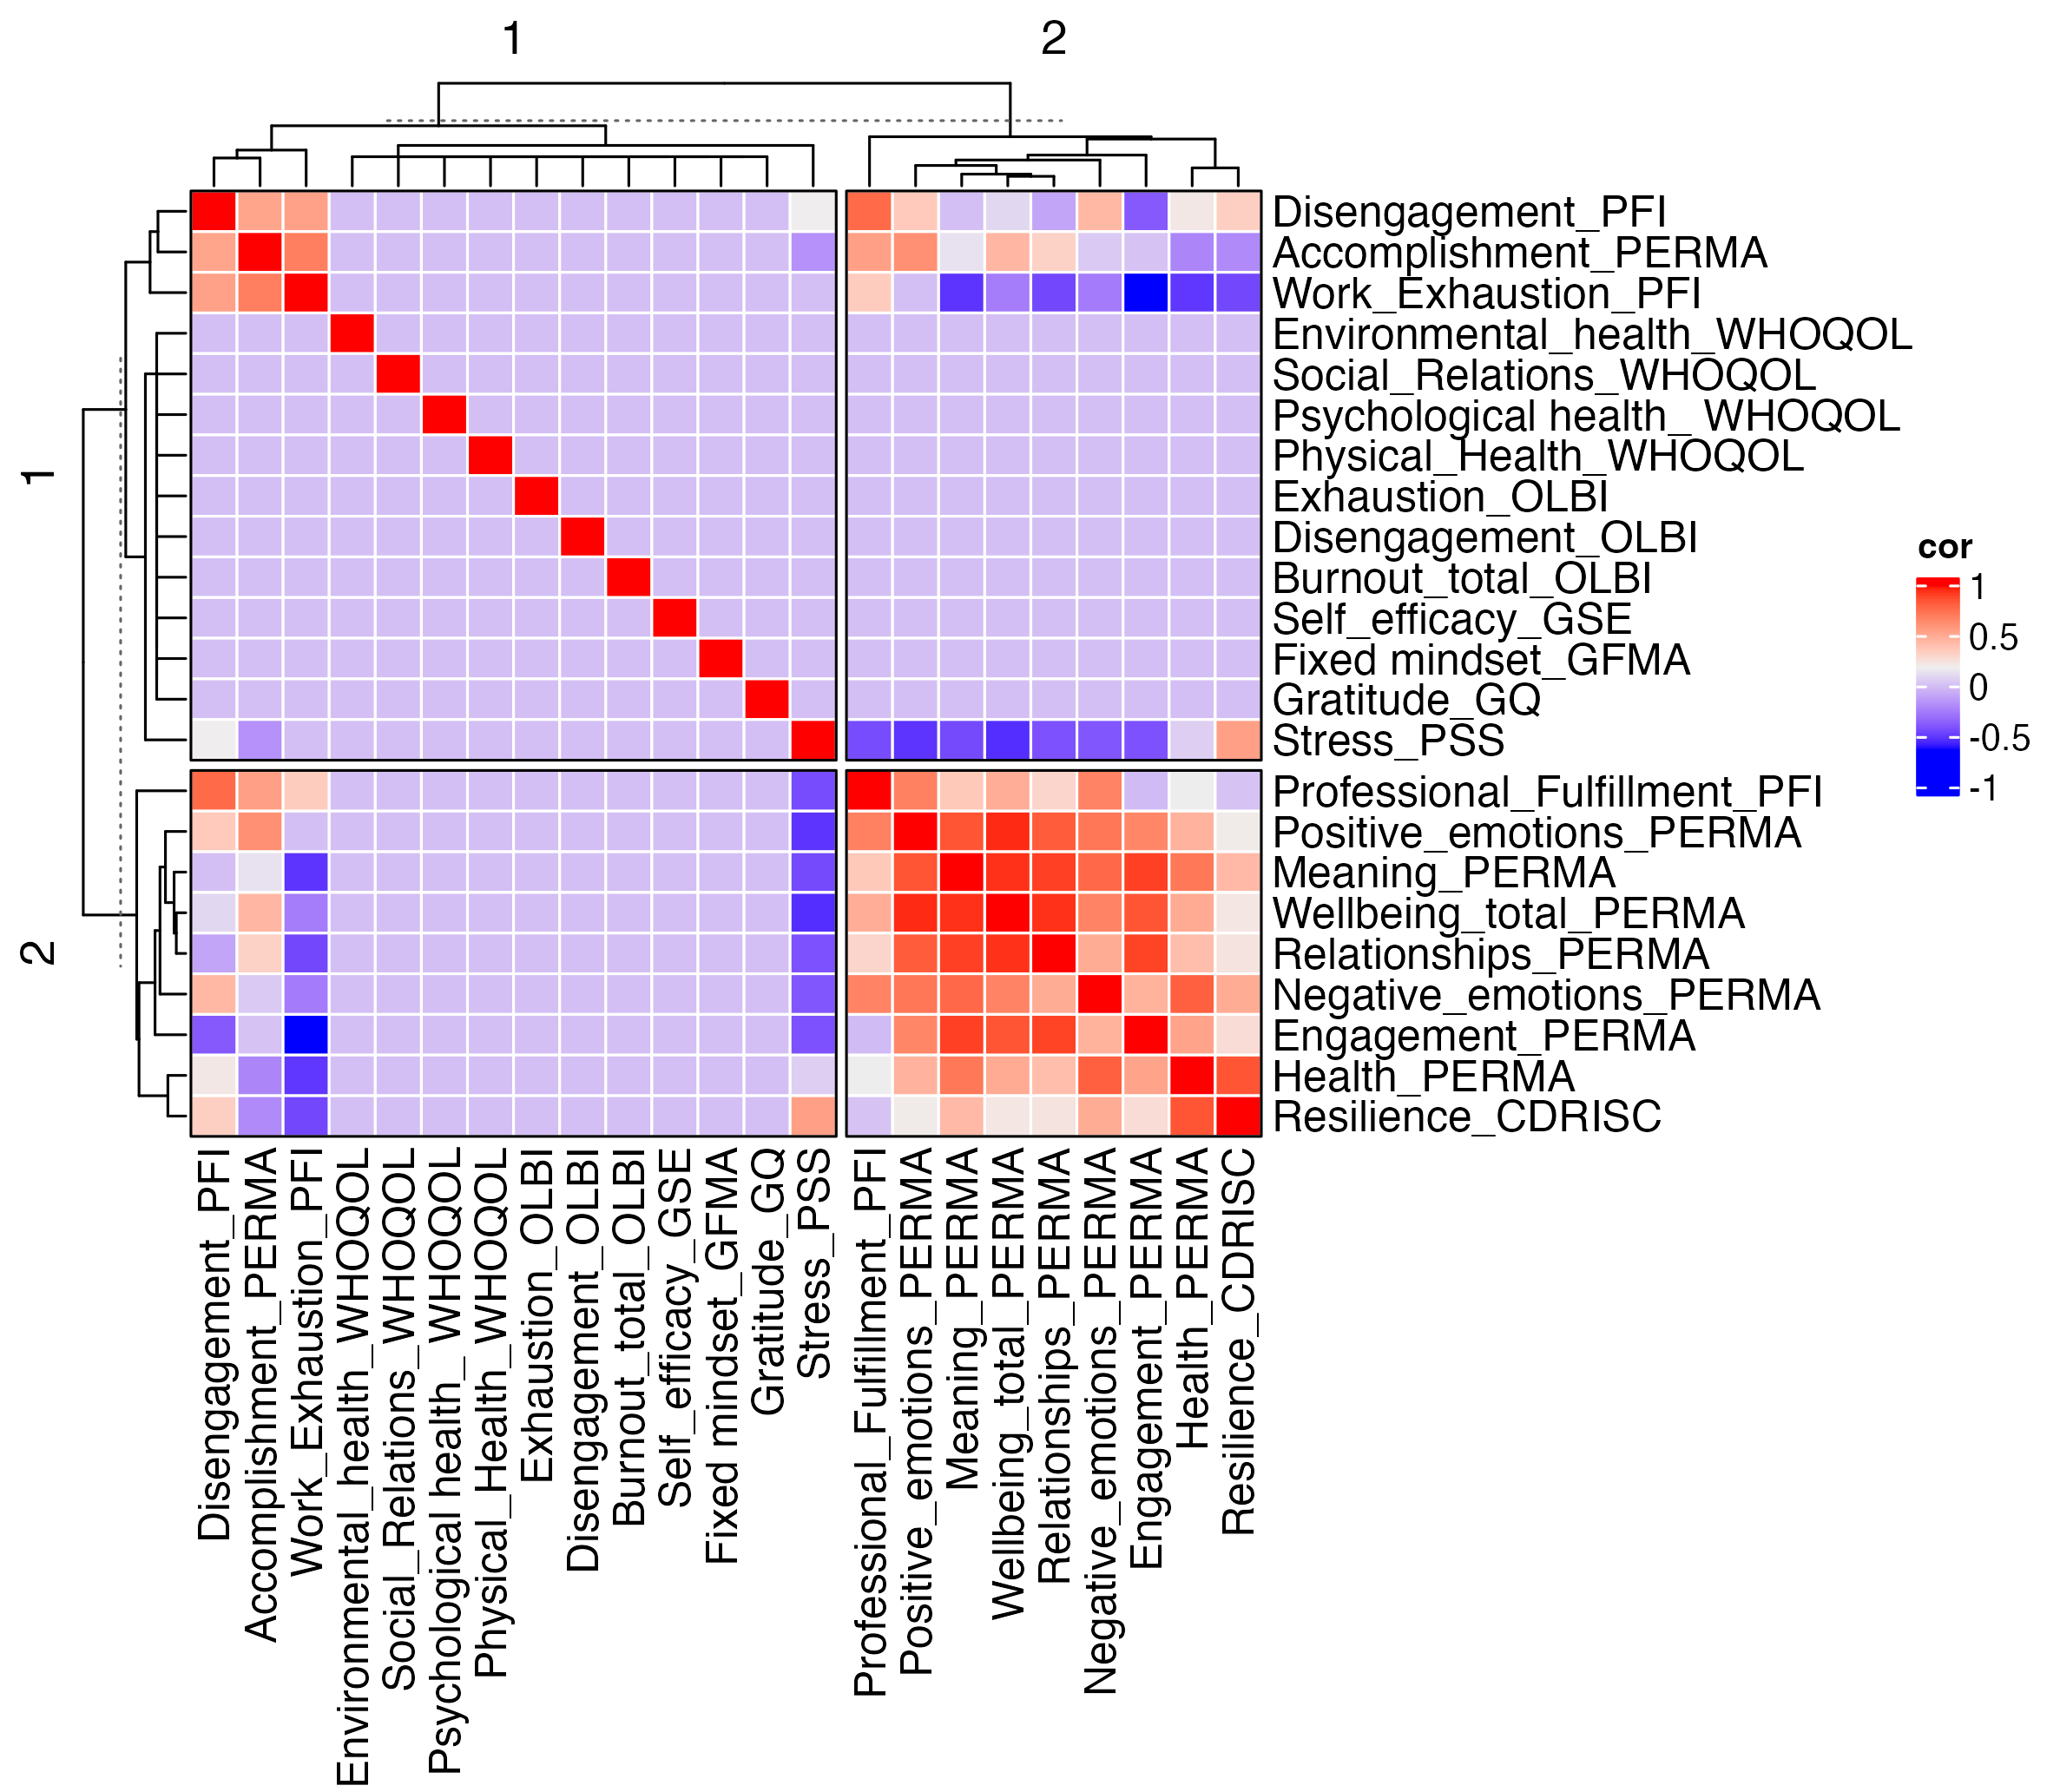 1
2
1
2
Disengagement_PFI
Accomplishment_PERMA
Work_Exhaustion_PFI
Environmental_health_WHOQOL
Social_Relations_WHOQOL
Psychological health_ WHOQOL
Physical_Health_WHOQOL
Exhaustion_OLBI
Disengagement_OLBI
Burnout_total_OLBI
Self_efficacy_GSE
Fixed mindset_GFMA
Gratitude_GQ
Stress_PSS
Professional_Fulfillment_PFI
Positive_emotions_PERMA
Meaning_PERMA
Wellbeing_total_PERMA
Relationships_PERMA
Negative_emotions_PERMA
Engagement_PERMA
Health_PERMA
Resilience_CDRISC
cor
1
0.5
0
-0.5
-1
Disengagement_PFI
Accomplishment_PERMA
Work_Exhaustion_PFI
Environmental_health_WHOQOL
Social_Relations_WHOQOL
Psychological health_ WHOQOL
Physical_Health_WHOQOL
Exhaustion_OLBI
Disengagement_OLBI
Burnout_total_OLBI
Self_efficacy_GSE
Fixed mindset_GFMA
Gratitude_GQ
Stress_PSS
Professional_Fulfillment_PFI
Positive_emotions_PERMA
Meaning_PERMA
Wellbeing_total_PERMA
Relationships_PERMA
Negative_emotions_PERMA
Engagement_PERMA
Health_PERMA
Resilience_CDRISC